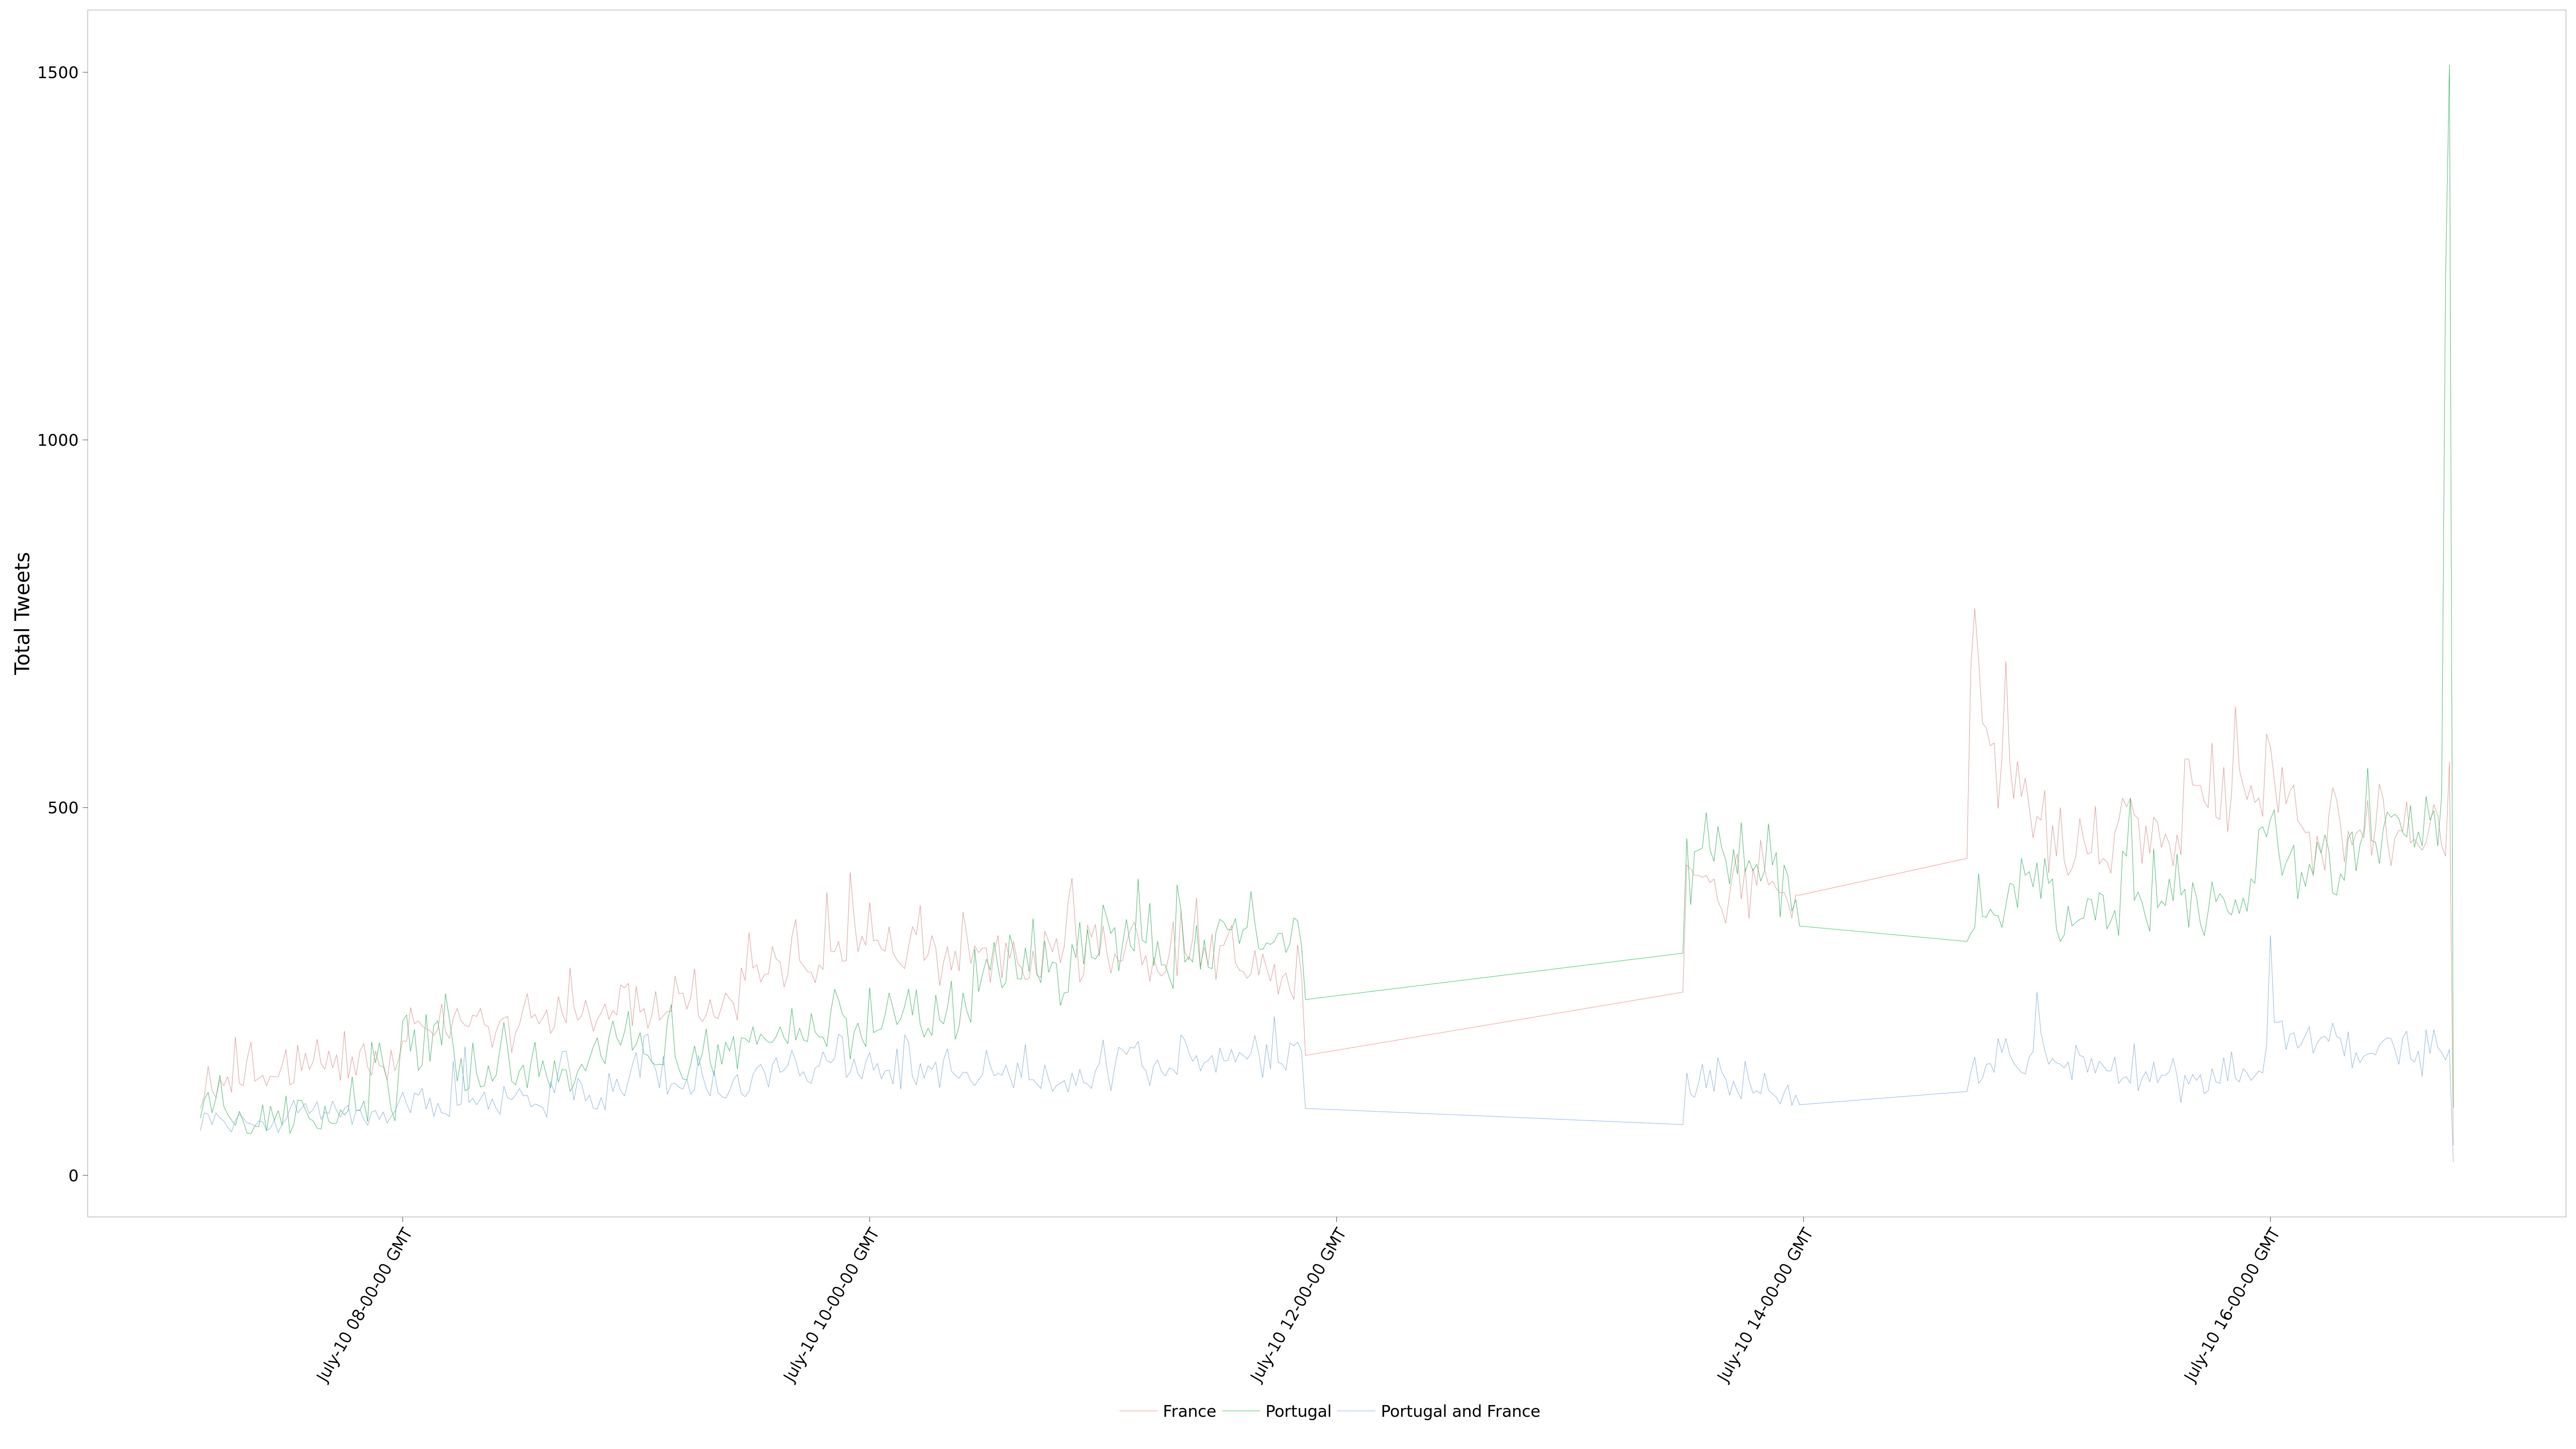 Total Tweets
1500
1000
500
0
July-10 08-00-00 GMT
July-10 10-00-00 GMT
July-10 12-00-00 GMT
July-10 14-00-00 GMT
July-10 16-00-00 GMT
France Portugal Portugal and France